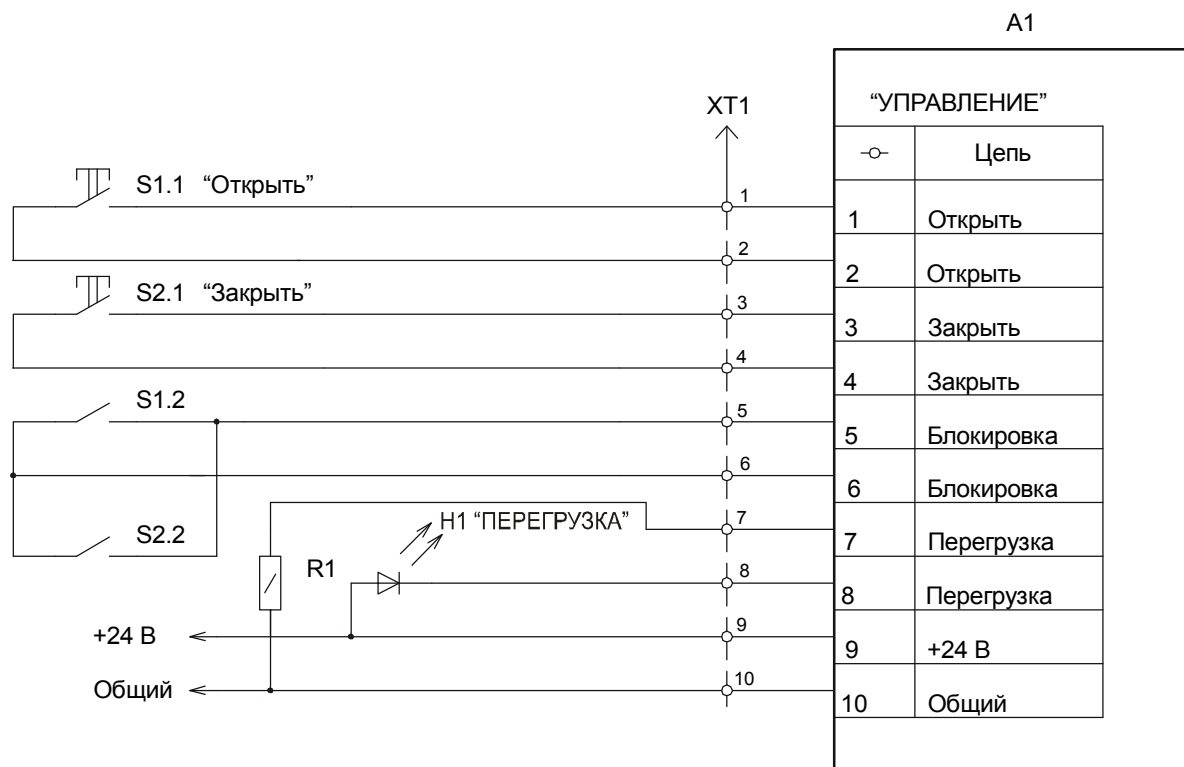 A1
“УПРАВЛЕНИЕ”
XT1
Цепь
S1.1 “Открыть”
1
1 Открыть
2
2 Открыть
S2.1 “Закрыть”
3
3 Закрыть
4
4 Закрыть
S1.2
5
5 Блокировка
6
6 Блокировка
H1 “ПЕРЕГРУЗКА”
7
S2.2
7 Перегрузка
R1
8
8 Перегрузка
+24 В
9
9 +24 В
Общий
10
10 Общий